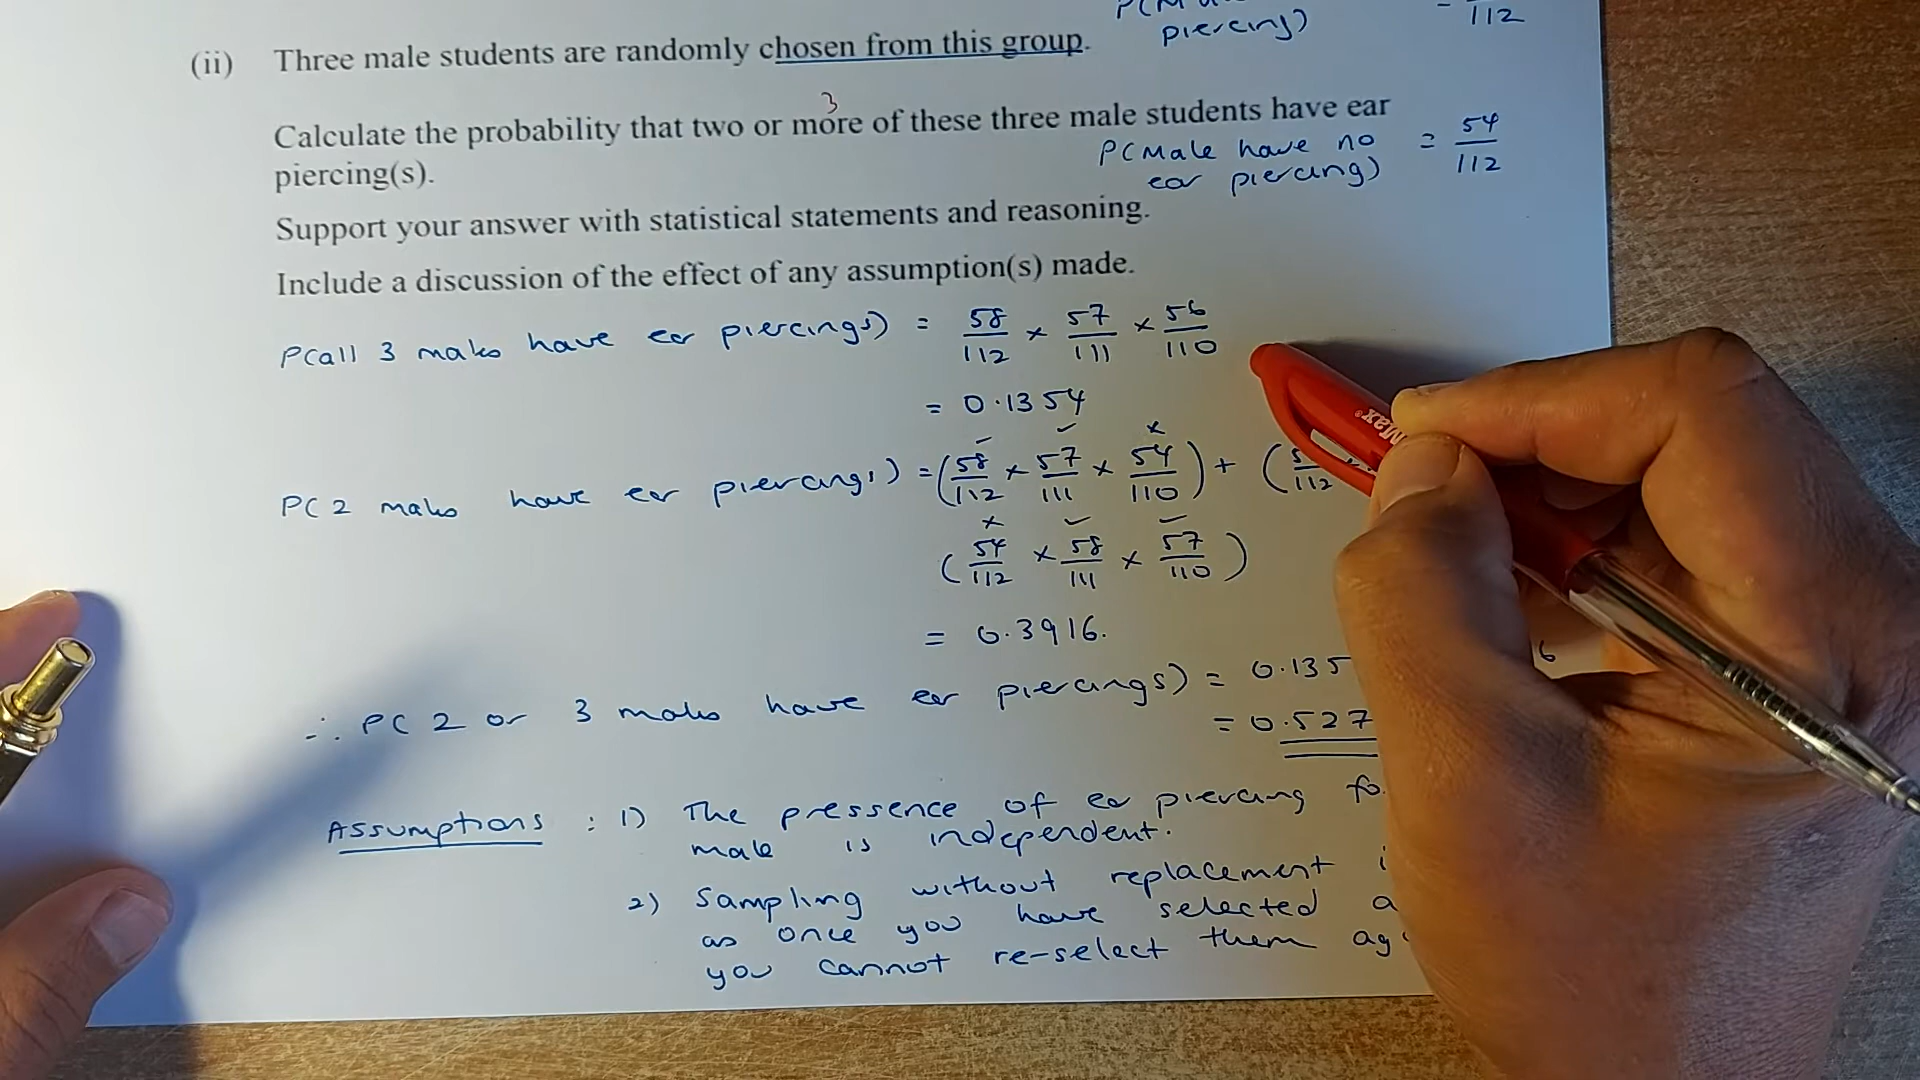 (ii) Three male students are randomly chosen from this group.
piercing)
112
3
Calculate the probability that two or more of these three male students have ear
piercing(s).
P(Male have no = 54/112
ear piercing)
Support your answer with statistical statements and reasoning.
Include a discussion of the effect of any assumption(s) made.
P(all 3 males have ear piercings) = 58/112 × 57/111 × 56/110
= 0.1354
P(2 males have ear piercings) = (58/112 × 57/111 × 54/110) + (
112
(54/112 × 58/111 × 57/110)
= 0.3916.
∴ P(2 or 3 males have ear piercings) = 0.135
6
= 0.527
Assumptions : 1) The pressence of ear piercing
male is independent.
2) Sampling without replacement
as once you have selected a
you cannot re-select them
Max